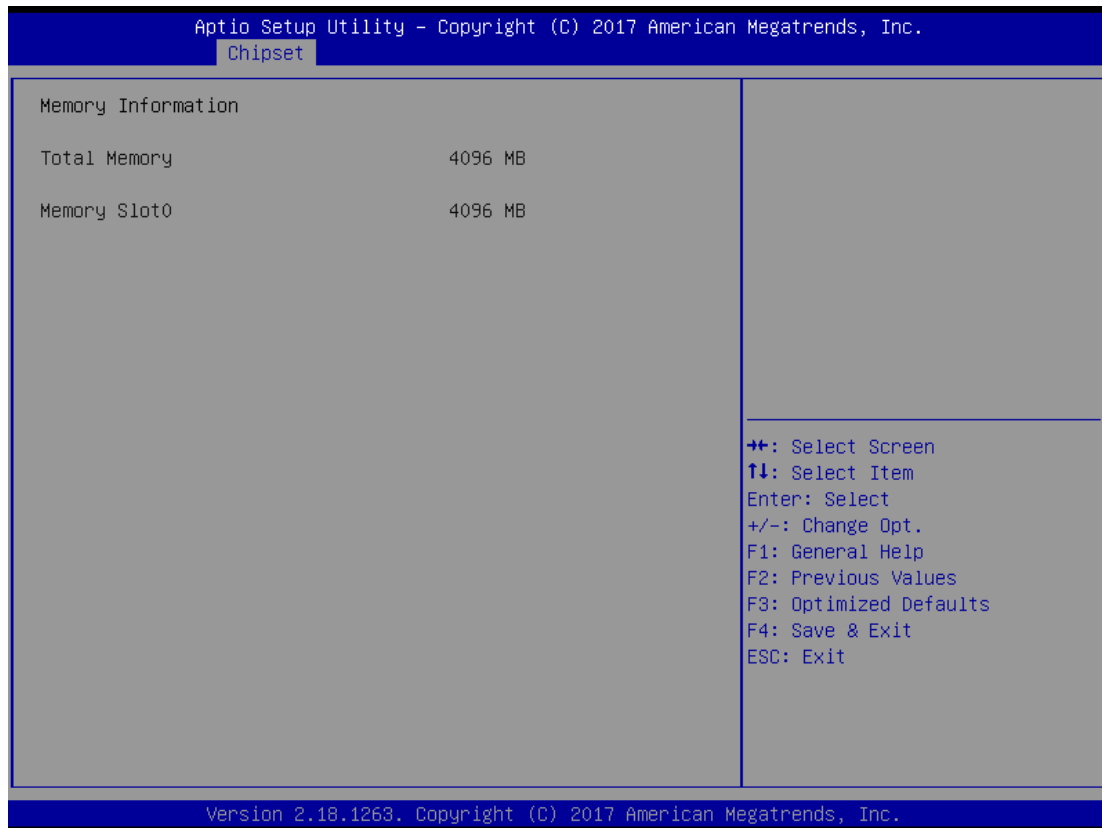 Aptio Setup Utility – Copyright (C) 2017 American Megatrends, Inc.
Chipset
Memory Information
Total Memory 4096 MB
Memory Slot0 4096 MB
→←: Select Screen
↑↓: Select Item
Enter: Select
+/-: Change Opt.
F1: General Help
F2: Previous Values
F3: Optimized Defaults
F4: Save & Exit
ESC: Exit
Version 2.18.1263. Copyright (C) 2017 American Megatrends, Inc.